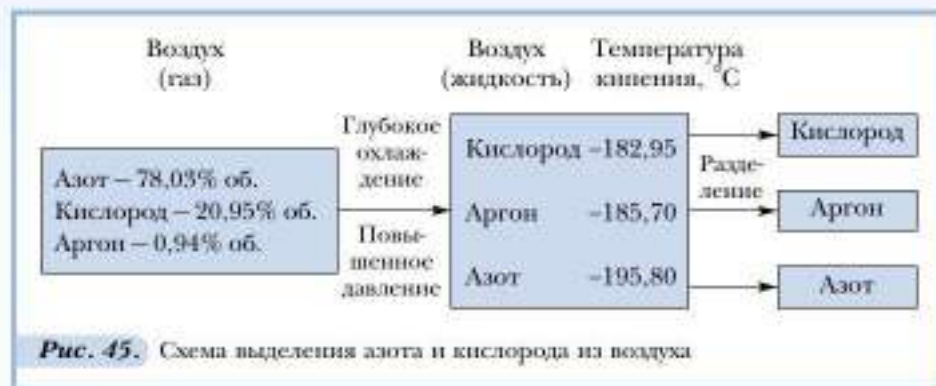 Воздух
(газ)
Воздух
(жидкость)
Температура
кипения, °С
Азот – 78,03% об.
Кислород – 20,95% об.
Аргон – 0,94% об.
Глубокое
охлаж-
дение
Повы-
шенное
давление
Кислород –182,95
Аргон –185,70
Азот –195,80
Разде-
ление
Кислород
Аргон
Азот
Рис. 45. Схема выделения азота и кислорода из воздуха